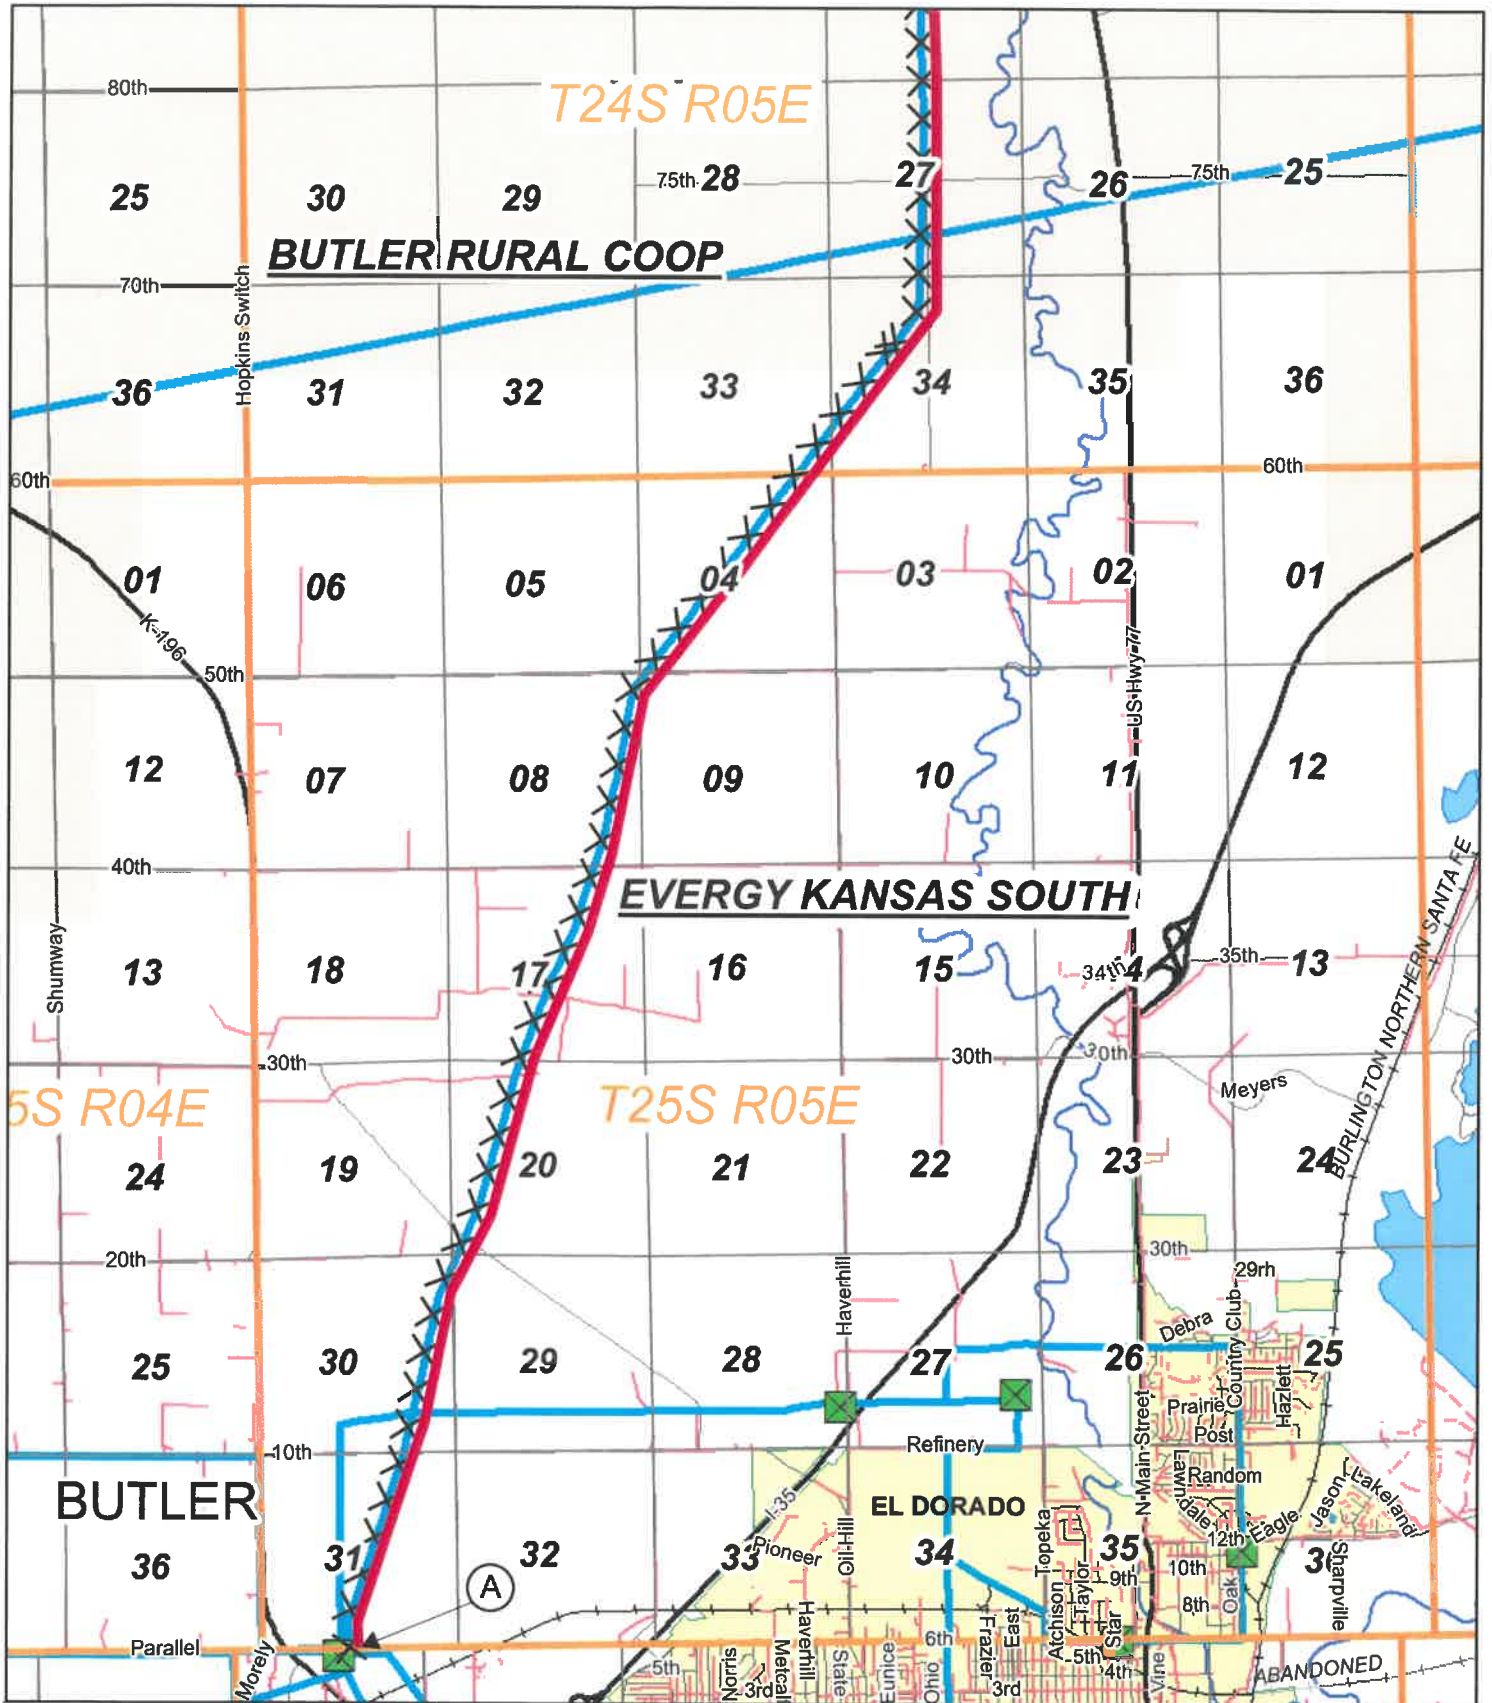 80th
T24S R05E
25
30
29
75th
28
27
26
75th
25
BUTLER RURAL COOP
70th
Hopkins Switch
36
31
32
33
34
35
36
60th
60th
01
06
05
04
03
02
01
K-196
50th
US Hwy 77
12
07
08
09
10
11
12
40th
EVERGY KANSAS SOUTH
Shumway
13
18
17
16
15
34th
14
35th
13
BURLINGTON NORTHERN SANTA FE
30th
30th
30th
Meyers
5S R04E
T25S R05E
24
19
20
21
22
23
24
20th
Haverhill
30th
29rh
Country Club
Debra
25
30
29
28
27
26
25
Hazlett
Prairie
Post
N Main Street
10th
Refinery
Random
Lawndale
BUTLER
I-35
EL DORADO
Jason
Lakeland
Eagle
12th
36
31
32
33
Pioneer
Oil Hill
34
Topeka
35
9th
10th
36
Sharpville
A
Taylor
8th
Oak
Atchison
Star
Parallel
Morely
5th
Norris
3rd
Metcalf
Haverhill
State
Eunice
Ohio
6th
Frazier
East
3rd
5th
4th
Vine
ABANDONED